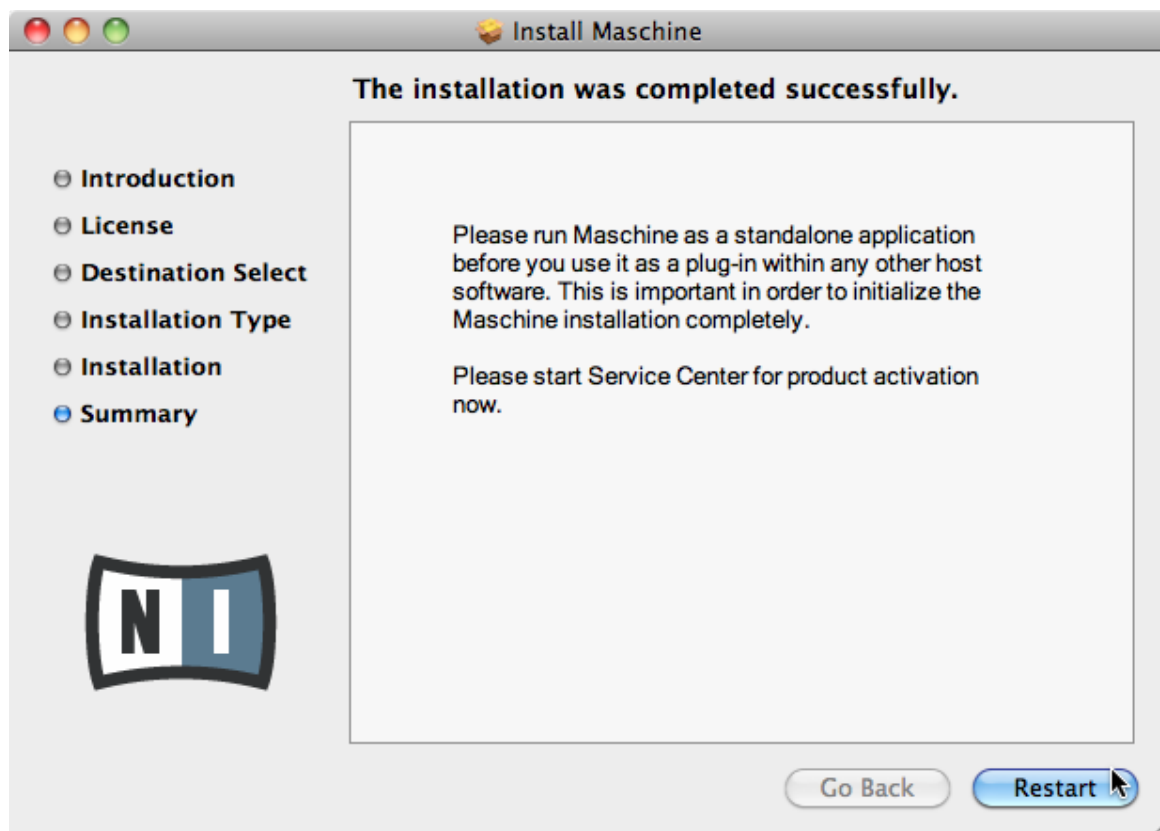 Install Maschine
The installation was completed successfully.
Introduction
License
Destination Select
Installation Type
Installation
Summary
Please run Maschine as a standalone application
before you use it as a plug-in within any other host
software. This is important in order to initialize the
Maschine installation completely.
Please start Service Center for product activation
now.
NI
Go Back
Restart